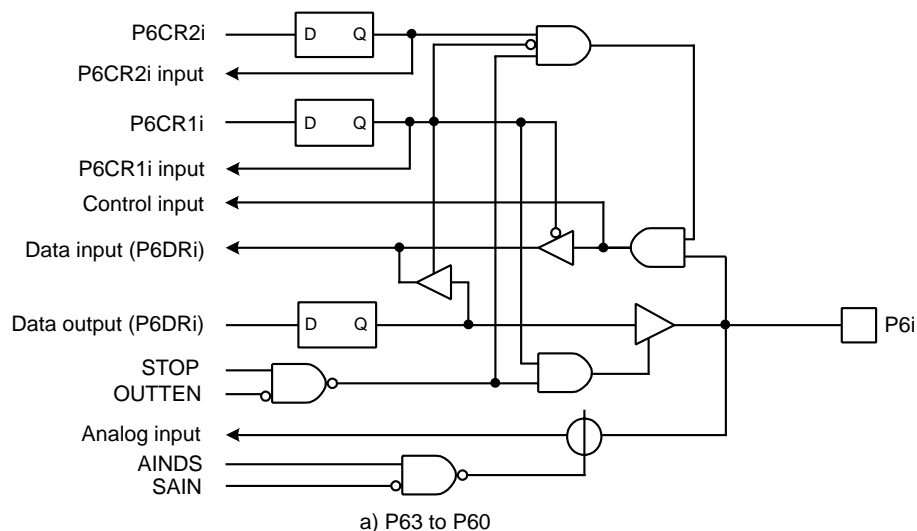 P6CR2i
D Q
P6CR2i input
P6CR1i
D Q
P6CR1i input
Control input
Data input (P6DRi)
Data output (P6DRi)
D Q
P6i
STOP
OUTTEN
Analog input
AINDS
SAIN
a) P63 to P60